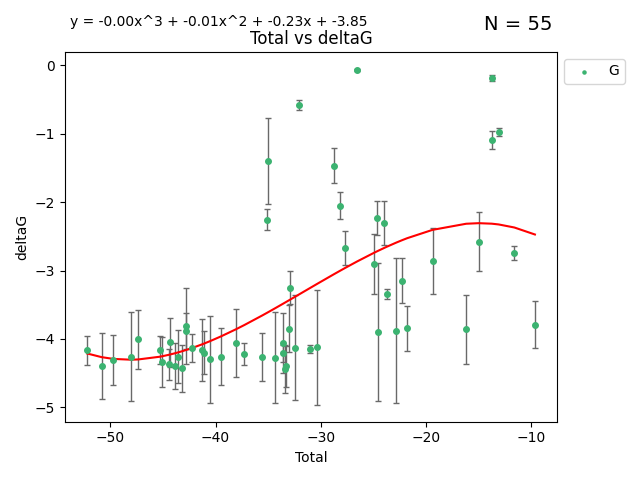 y = -0.00x^3 + -0.01x^2 + -0.23x + -3.85
N = 55
Total vs deltaG
G
0
−1
−2
−3
−4
−5
deltaG
−50
−40
−30
−20
−10
Total